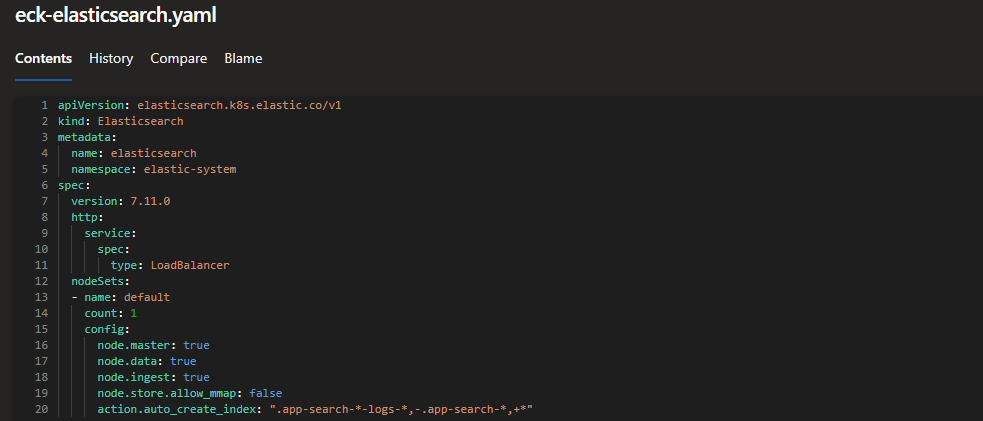 eck-elasticsearch.yaml
Contents History Compare Blame
1 apiVersion: elasticsearch.k8s.elastic.co/v1
2 kind: Elasticsearch
3 metadata:
4   name: elasticsearch
5   namespace: elastic-system
6 spec:
7   version: 7.11.0
8   http:
9     service:
10       spec:
11         type: LoadBalancer
12   nodeSets:
13   - name: default
14     count: 1
15     config:
16       node.master: true
17       node.data: true
18       node.ingest: true
19       node.store.allow_mmap: false
20       action.auto_create_index: ".app-search-*-logs-*,-.app-search-*,+*"